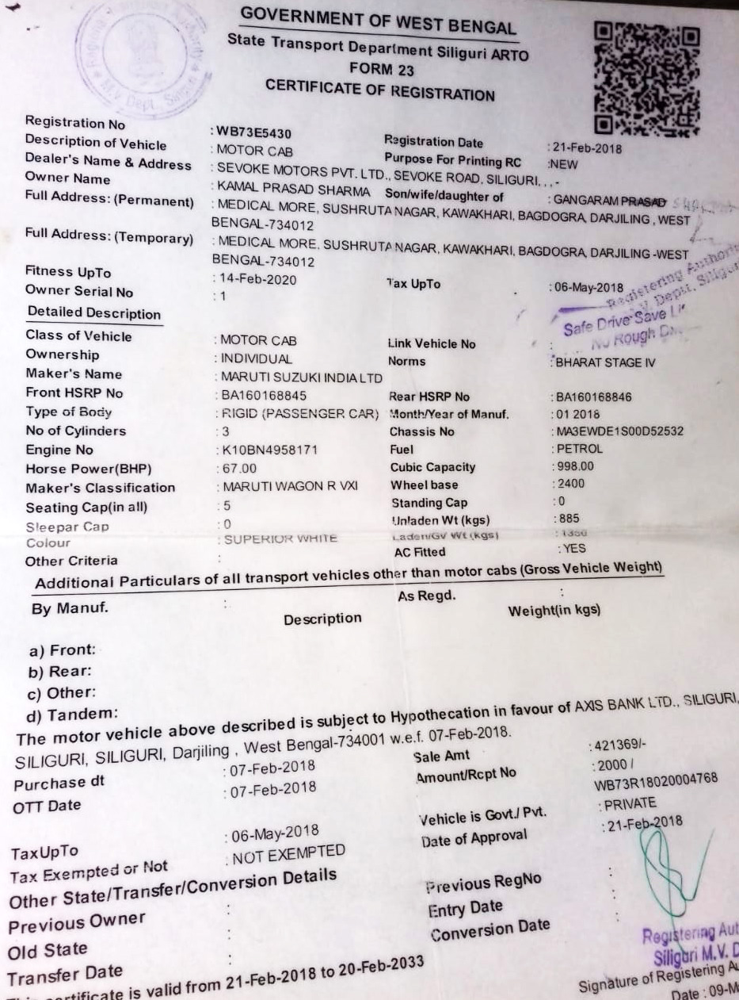 GOVERNMENT OF WEST BENGAL
State Transport Department Siliguri ARTO
FORM 23
CERTIFICATE OF REGISTRATION
Registration No : WB73E5430 Registration Date : 21-Feb-2018
Description of Vehicle : MOTOR CAB Purpose For Printing RC :NEW
Dealer's Name & Address : SEVOKE MOTORS PVT. LTD., SEVOKE ROAD, SILIGURI, , , -
Owner Name : KAMAL PRASAD SHARMA Son/wife/daughter of : GANGARAM PRASAD
Full Address: (Permanent) : MEDICAL MORE, SUSHRUTA NAGAR, KAWAKHARI, BAGDOGRA, DARJILING , WEST
BENGAL-734012
Full Address: (Temporary) : MEDICAL MORE, SUSHRUTA NAGAR, KAWAKHARI, BAGDOGRA, DARJILING -WEST
BENGAL-734012
Fitness UpTo : 14-Feb-2020 Tax UpTo : 06-May-2018
Registering
Owner Serial No : 1
Safe Drive Save
No Rough
Detailed Description
Class of Vehicle : MOTOR CAB Link Vehicle No :
Ownership : INDIVIDUAL Norms : BHARAT STAGE IV
Maker's Name : MARUTI SUZUKI INDIA LTD
Front HSRP No : BA160168845 Rear HSRP No : BA160168846
Type of Body : RIGID (PASSENGER CAR) Month/Year of Manuf. : 01 2018
No of Cylinders : 3 Chassis No : MA3EWDE1S00D52532
Engine No : K10BN4958171 Fuel : PETROL
Horse Power(BHP) : 67.00 Cubic Capacity : 998.00
Maker's Classification : MARUTI WAGON R VXI Wheel base : 2400
Seating Cap(in all) : 5 Standing Cap : 0
Sleepar Cap : 0 Unladen Wt (kgs) : 885
Colour : SUPERIOR WHITE Laden/GV Wt (kgs) : 1350
Other Criteria : AC Fitted : YES
Additional Particulars of all transport vehicles other than motor cabs (Gross Vehicle Weight)
By Manuf. : As Regd. :
Description Weight(in kgs)
a) Front:
b) Rear:
c) Other:
d) Tandem:
The motor vehicle above described is subject to Hypothecation in favour of AXIS BANK LTD., SILIGURI,
SILIGURI, SILIGURI, Darjiling , West Bengal-734001 w.e.f. 07-Feb-2018.
Purchase dt : 07-Feb-2018 Sale Amt : 421369/-
OTT Date : 07-Feb-2018 Amount/Rcpt No : 2000 /
WB73R18020004768
TaxUpTo : 06-May-2018 Vehicle is Govt./ Pvt. : PRIVATE
Tax Exempted or Not : NOT EXEMPTED Date of Approval : 21-Feb-2018
Other State/Transfer/Conversion Details
Previous Owner : Previous RegNo :
Old State : Entry Date :
Transfer Date : Conversion Date :
certificate is valid from 21-Feb-2018 to 20-Feb-2033
Registering
Siliguri M.V.
Signature of Registering
Date : 09-